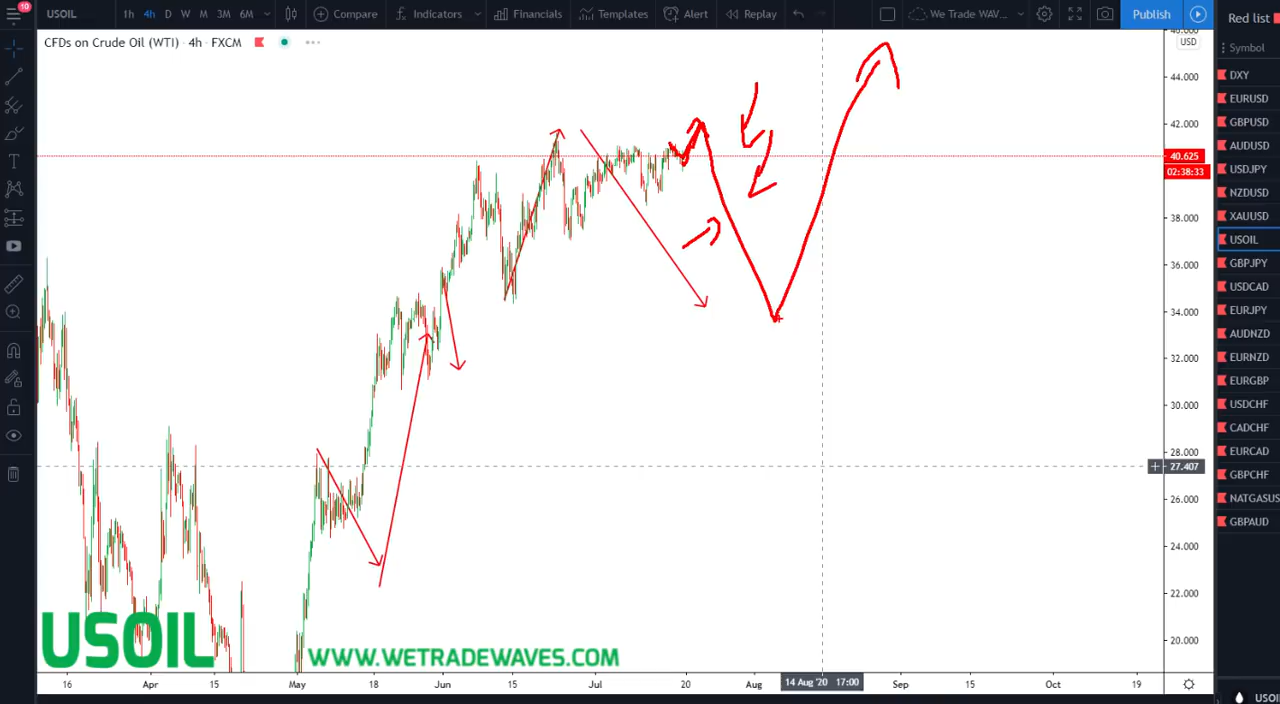 10
USOIL
1h 4h D W M 3M 6M
Compare
Indicators
Financials
Templates
Alert
Replay
We Trade WAV...
Publish
Red list
CFDs on Crude Oil (WTI) · 4h · FXCM
USD
Symbol
44.000
42.000
40.625
02:38:33
38.000
36.000
34.000
32.000
30.000
28.000
27.407
26.000
24.000
22.000
20.000
DXY
EURUSD
GBPUSD
AUDUSD
USDJPY
NZDUSD
XAUUSD
USOIL
GBPJPY
USDCAD
EURJPY
AUDNZD
EURNZD
EURGBP
USDCHF
CADCHF
EURCAD
GBPCHF
NATGASUS
GBPAUD
USOIL
WWW.WETRADEWAVES.COM
16 Apr 15 May 18 Jun 15 Jul 20 Aug 14 Aug '20 17:00 Sep 15 Oct 19
USOI